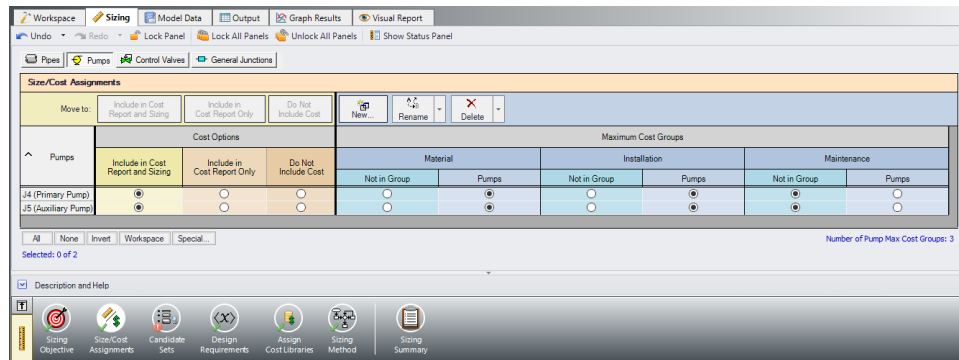 Workspace Sizing Model Data Output Graph Results Visual Report
Undo Redo Lock Panel Lock All Panels Unlock All Panels Show Status Panel
Pipes Pumps Control Valves General Junctions
Size/Cost Assignments
Move to: Include in Cost Report and Sizing Include in Cost Report Only Do Not Include Cost New... Rename Delete
Cost Options Maximum Cost Groups
Pumps Include in Cost Report and Sizing Include in Cost Report Only Do Not Include Cost Material Installation Maintenance
Not in Group Pumps Not in Group Pumps Not in Group Pumps
J4 (Primary Pump)
J5 (Auxiliary Pump)
All None Invert Workspace Special... Number of Pump Max Cost Groups: 3
Selected: 0 of 2
Description and Help
Sizing Objective Size/Cost Assignments Candidate Sets Design Requirements Assign Cost Libraries Sizing Method Sizing Summary